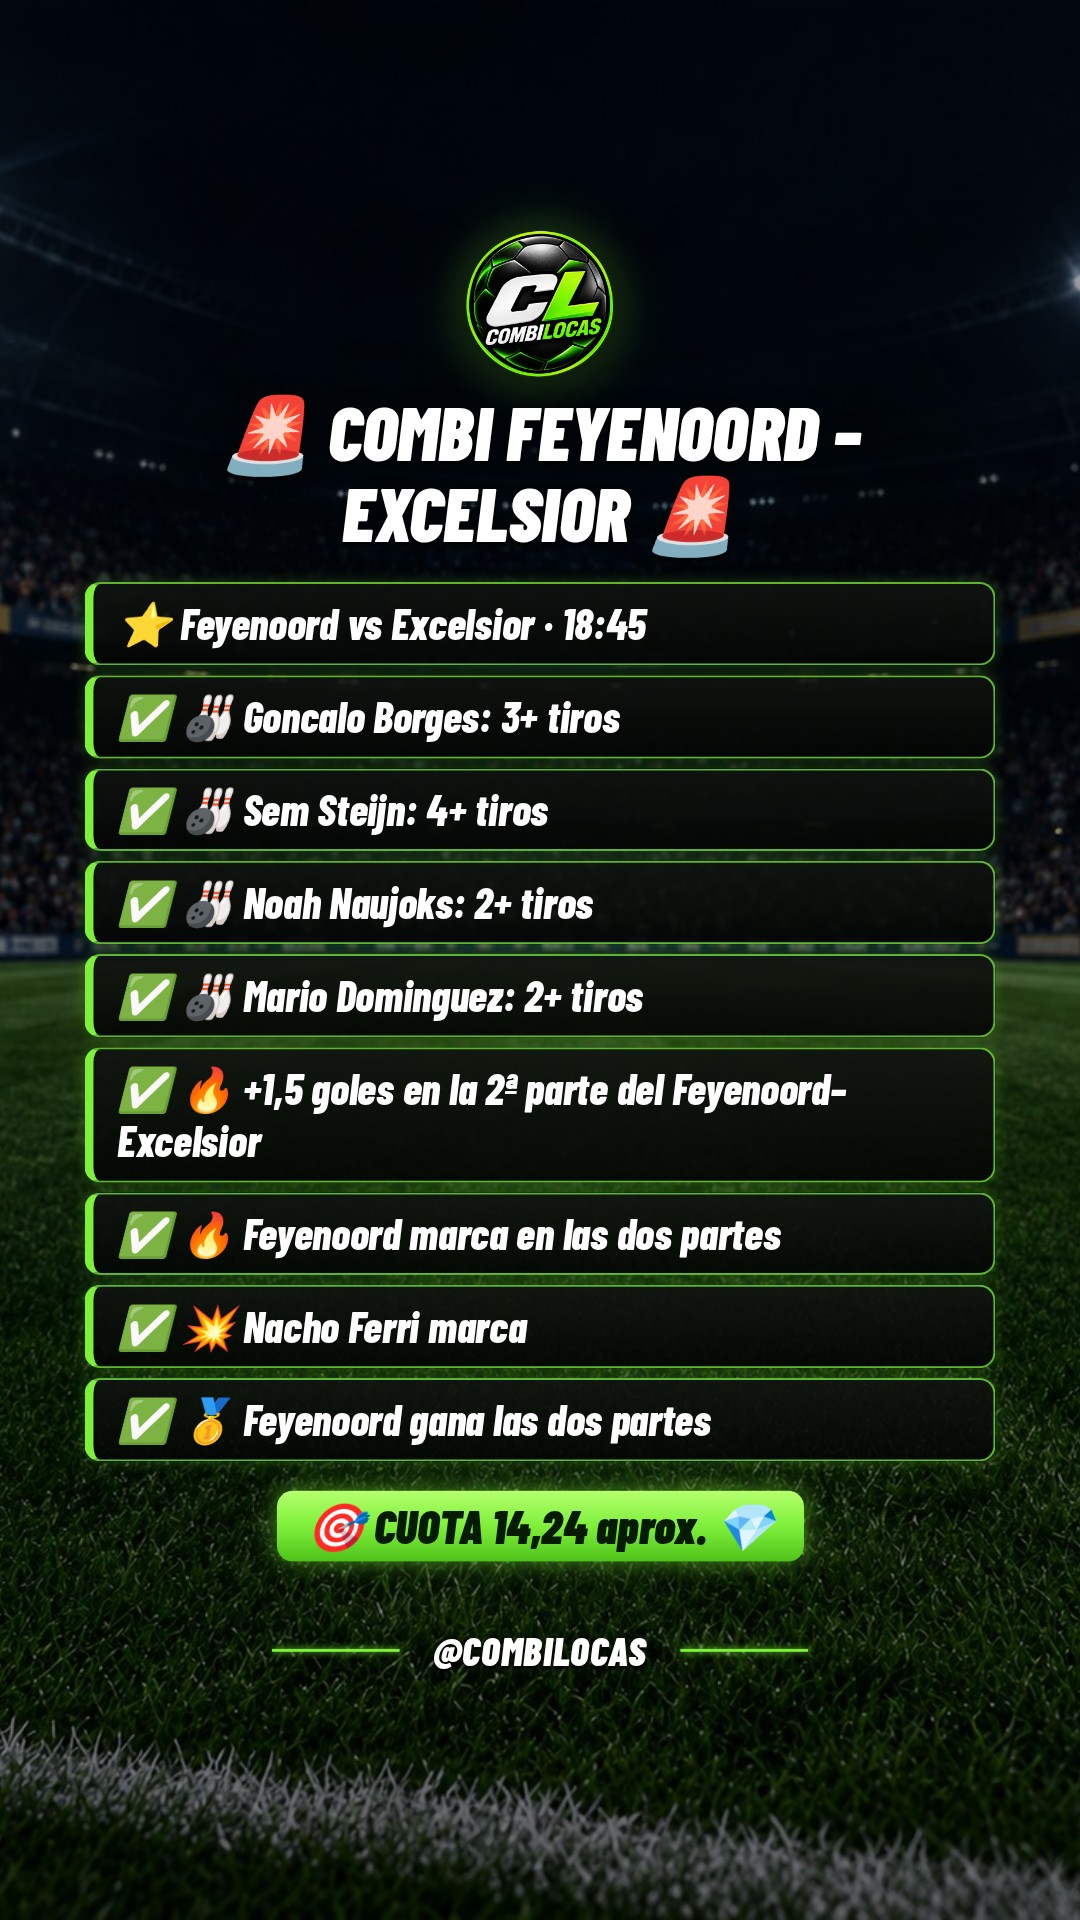 CL
COMBILOCAS
🚨 COMBI FEYENOORD -
EXCELSIOR 🚨
⭐ Feyenoord vs Excelsior · 18:45
✅ 🎳 Goncalo Borges: 3+ tiros
✅ 🎳 Sem Steijn: 4+ tiros
✅ 🎳 Noah Naujoks: 2+ tiros
✅ 🎳 Mario Dominguez: 2+ tiros
✅ 🔥 +1,5 goles en la 2ª parte del Feyenoord-
Excelsior
✅ 🔥 Feyenoord marca en las dos partes
✅ 💥 Nacho Ferri marca
✅ 🥇 Feyenoord gana las dos partes
🎯 CUOTA 14,24 aprox. 💎
@COMBILOCAS